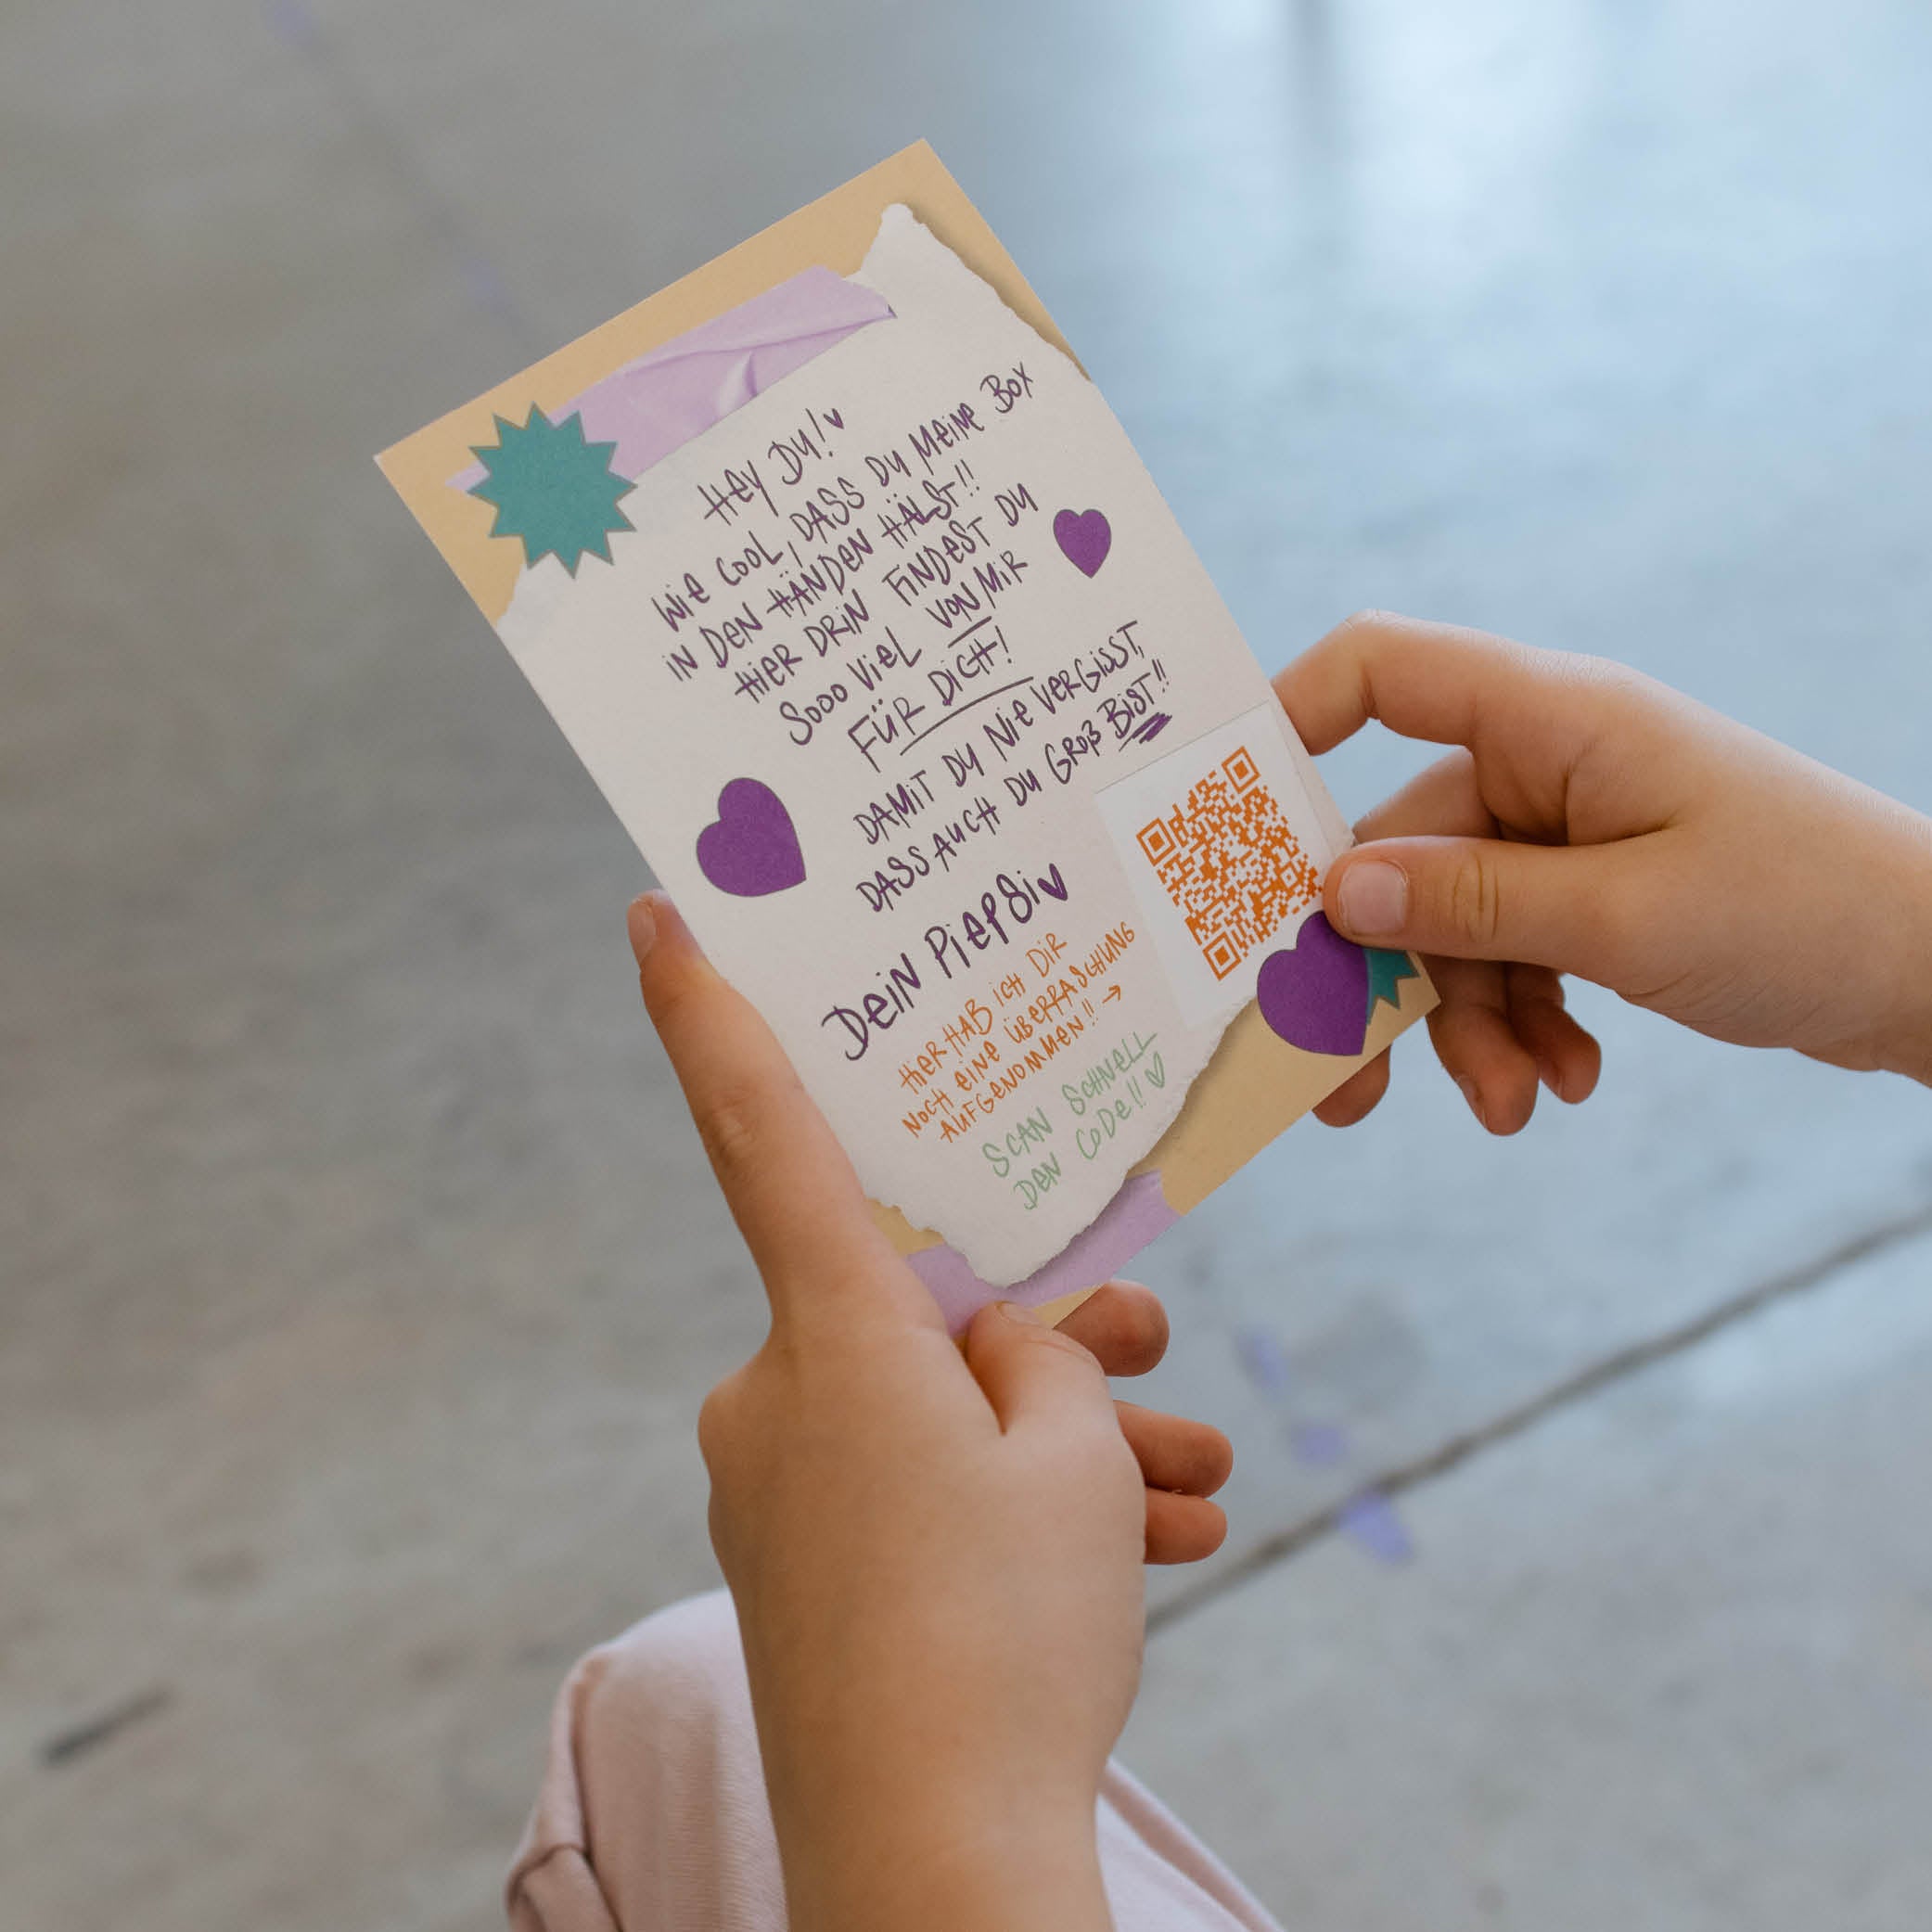 HEY DU!
WIE COOL, DASS DU MEINE BOX
IN DEN HÄNDEN HÄLST!!
HIER DRIN FINDEST DU
SOOO VIEL VON MIR
FÜR DICH!
DAMIT DU NIE VERGISST,
DASS AUCH DU GROß BIST!!
DEIN PIEPSI
HIER HAB ICH DIR
NOCH EINE ÜBERRASCHUNG
AUFGENOMMEN!! →
SCAN SCHNELL
DEN CODE!!